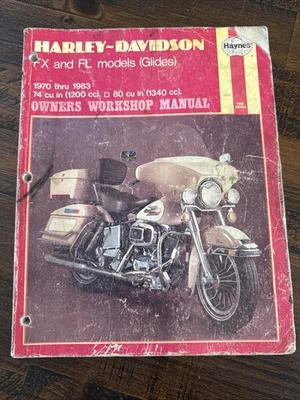 HARLEY~DAVIDSON
FX and FL models (Glides)
Haynes
1970 thru 1983
74 cu in (1200 cc). □ 80 cu in (1340 cc).
OWNERS WORKSHOP MANUAL